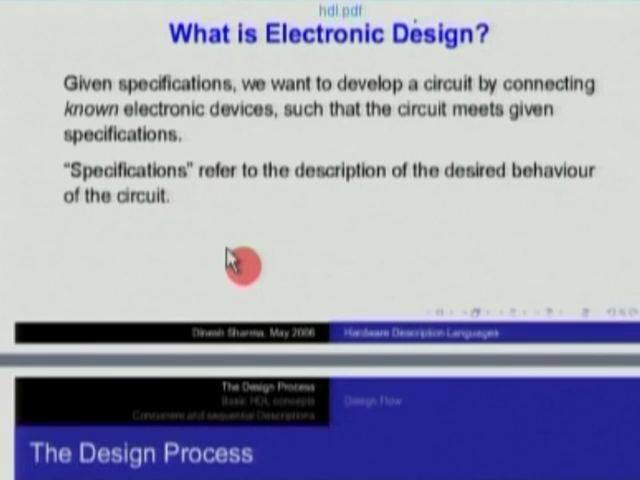 hdl.pdf
What is Electronic Design?
Given specifications, we want to develop a circuit by connecting
known electronic devices, such that the circuit meets given
specifications.
“Specifications” refer to the description of the desired behaviour
of the circuit.
Dinesh Sharma, May 2006
Hardware Description Languages
The Design Process
Basic HDL concepts
Design Flow
Concurrent and sequential Descriptions
The Design Process